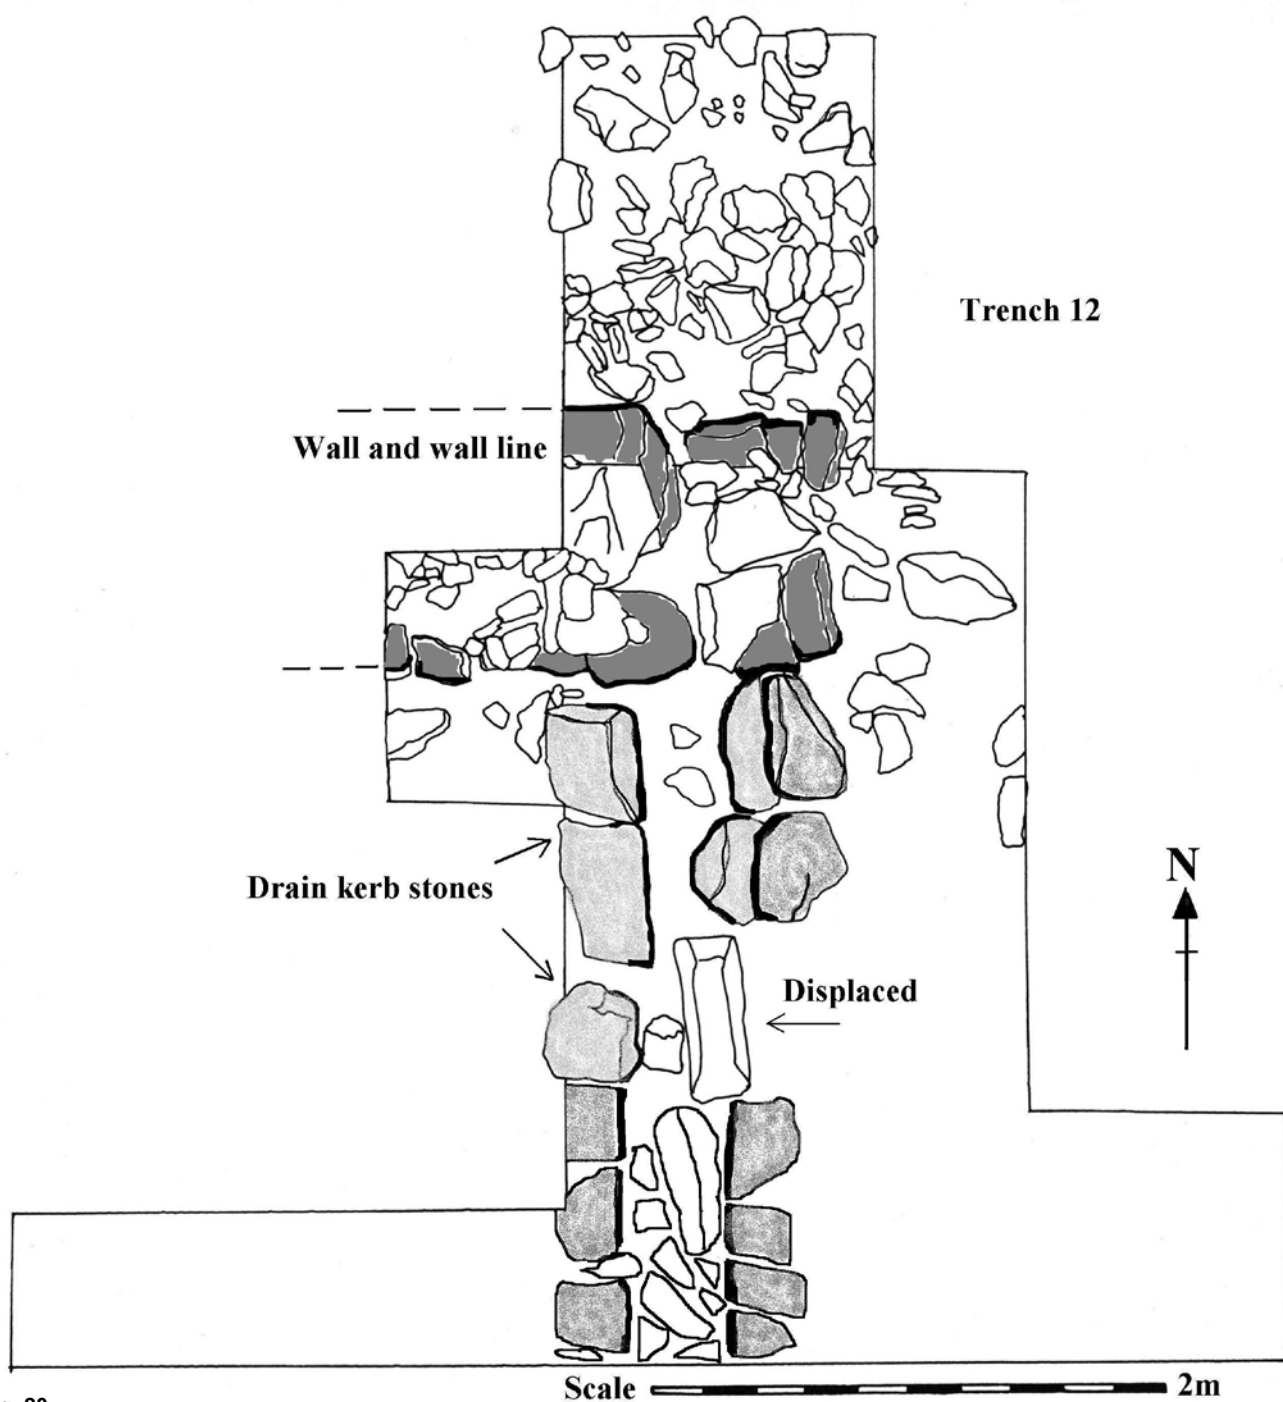 Trench 12
Wall and wall line
Drain kerb stones
N
Displaced
Scale 2m